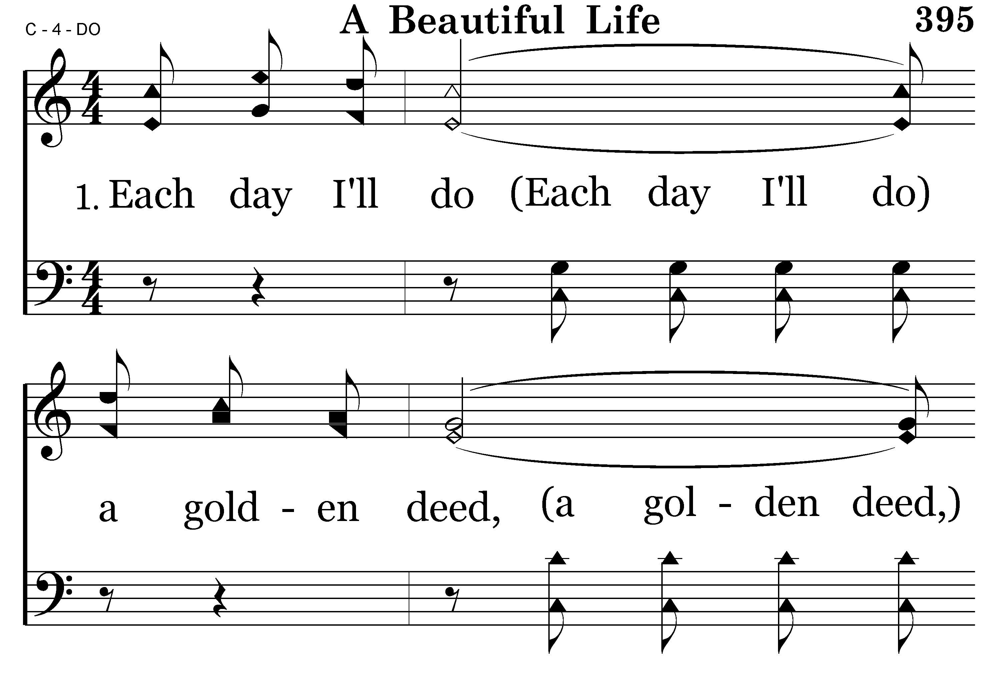 C - 4 - DO A Beautiful Life 395
1. Each day I'll do (Each day I'll do)
a gold - en deed, (a gol - den deed,)